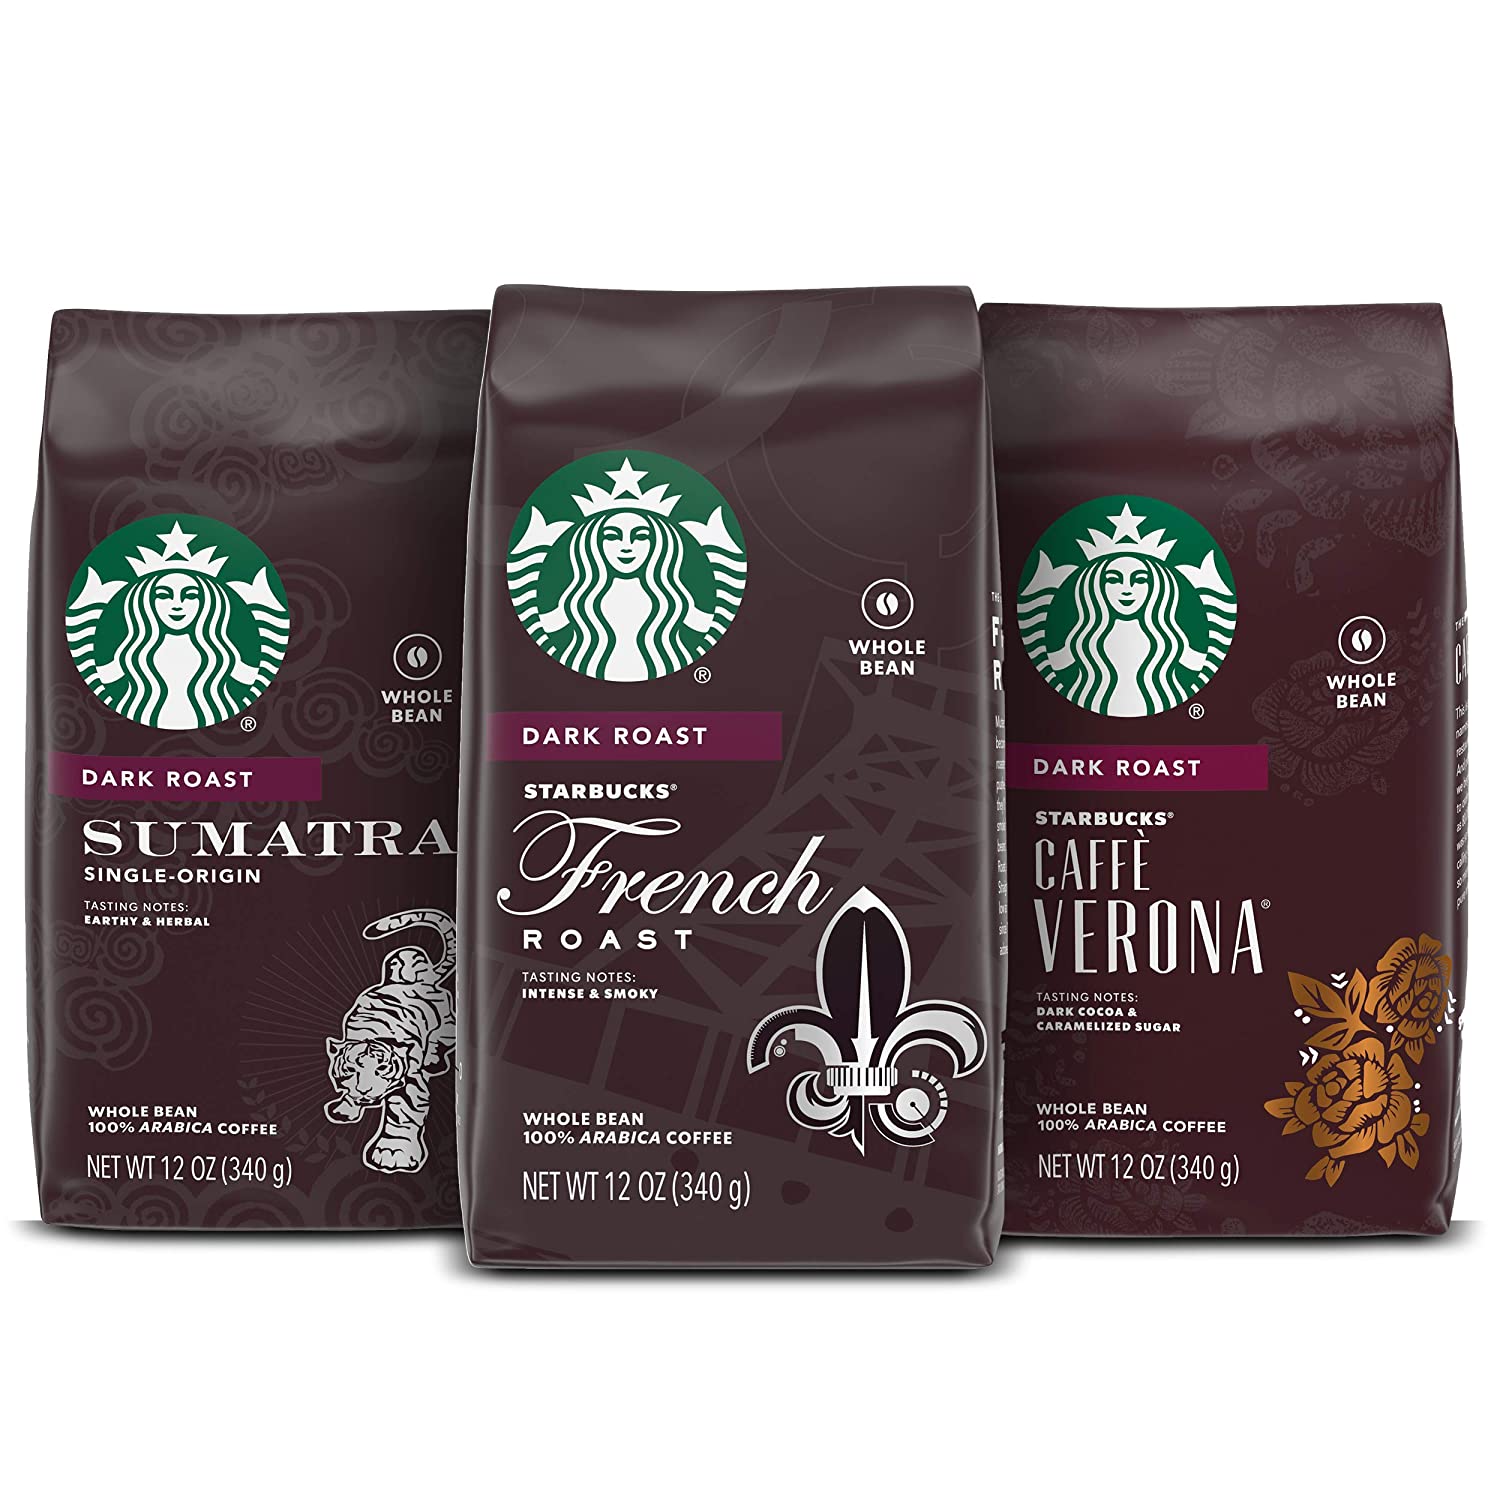 WHOLE
BEAN
DARK ROAST
SUMATRA
SINGLE-ORIGIN
TASTING NOTES:
EARTHY & HERBAL
WHOLE BEAN
100% ARABICA COFFEE
NET WT 12 OZ (340 g)
®
WHOLE
BEAN
®
DARK ROAST
STARBUCKS®
French
ROAST
TASTING NOTES:
INTENSE & SMOKY
WHOLE BEAN
100% ARABICA COFFEE
NET WT 12 OZ (340 g)
WHOLE
BEAN
®
DARK ROAST
STARBUCKS®
CAFFÈ
VERONA®
TASTING NOTES:
DARK COCOA &
CARAMELIZED SUGAR
WHOLE BEAN
100% ARABICA COFFEE
NET WT 12 OZ (340 g)